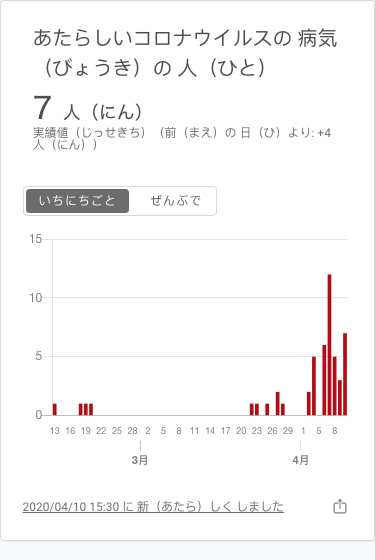 あたらしいコロナウイルスの 病気
（びょうき）の 人（ひと）
7 人（にん）
実績値（じっせきち）（前（まえ）の 日（ひ）より: +4
人（にん））
いちにちごと ぜんぶで
15
10
5
0
13 16 19 22 25 28 2 5 8 11 14 17 20 23 26 29 1 5 8
3月 4月
2020/04/10 15:30 に 新（あたら）しく しました